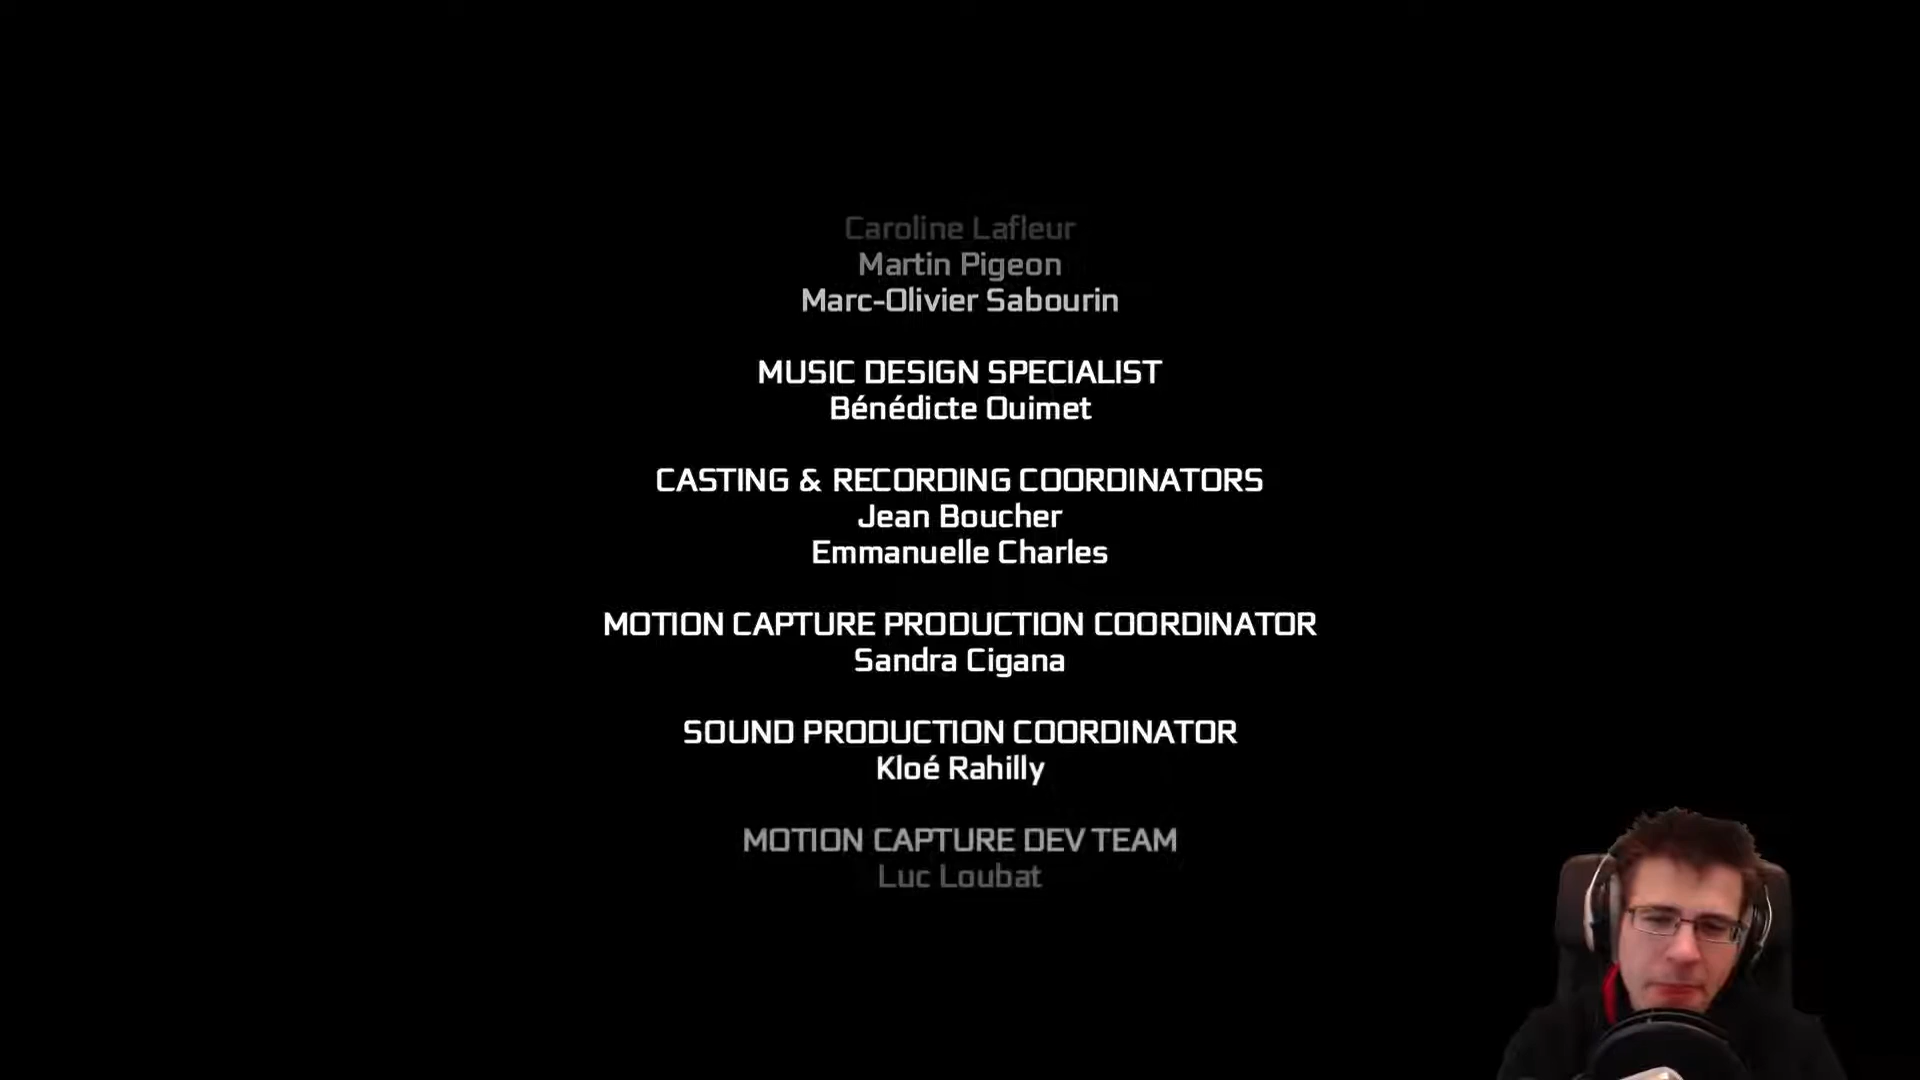 Caroline Lafleur
Martin Pigeon
Marc-Olivier Sabourin
MUSIC DESIGN SPECIALIST
Bénédicte Ouimet
CASTING & RECORDING COORDINATORS
Jean Boucher
Emmanuelle Charles
MOTION CAPTURE PRODUCTION COORDINATOR
Sandra Cigana
SOUND PRODUCTION COORDINATOR
Kloé Rahilly
MOTION CAPTURE DEV TEAM
Luc Loubat